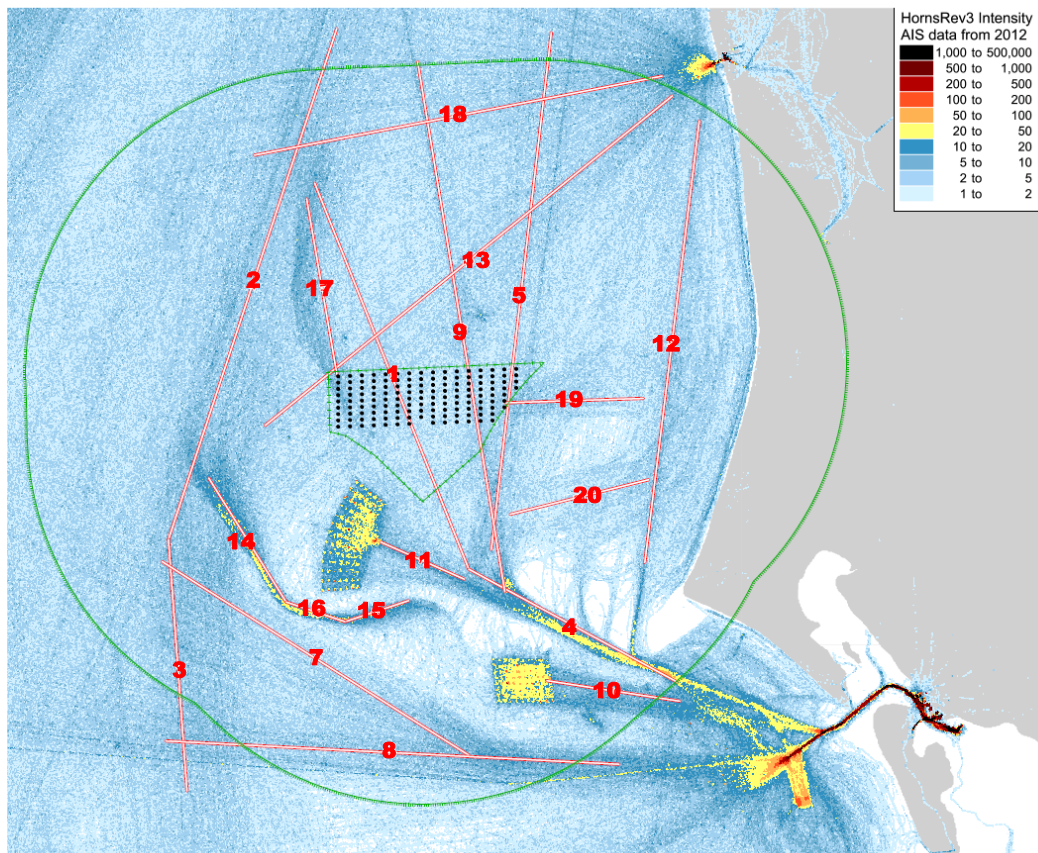 HornsRev3 Intensity
AIS data from 2012
1,000 to 500,000
500 to 1,000
200 to 500
100 to 200
50 to 100
20 to 50
10 to 20
5 to 10
2 to 5
1 to 2
18
2
13
17
5
9
12
1
19
20
14
11
16
15
4
7
3
10
8